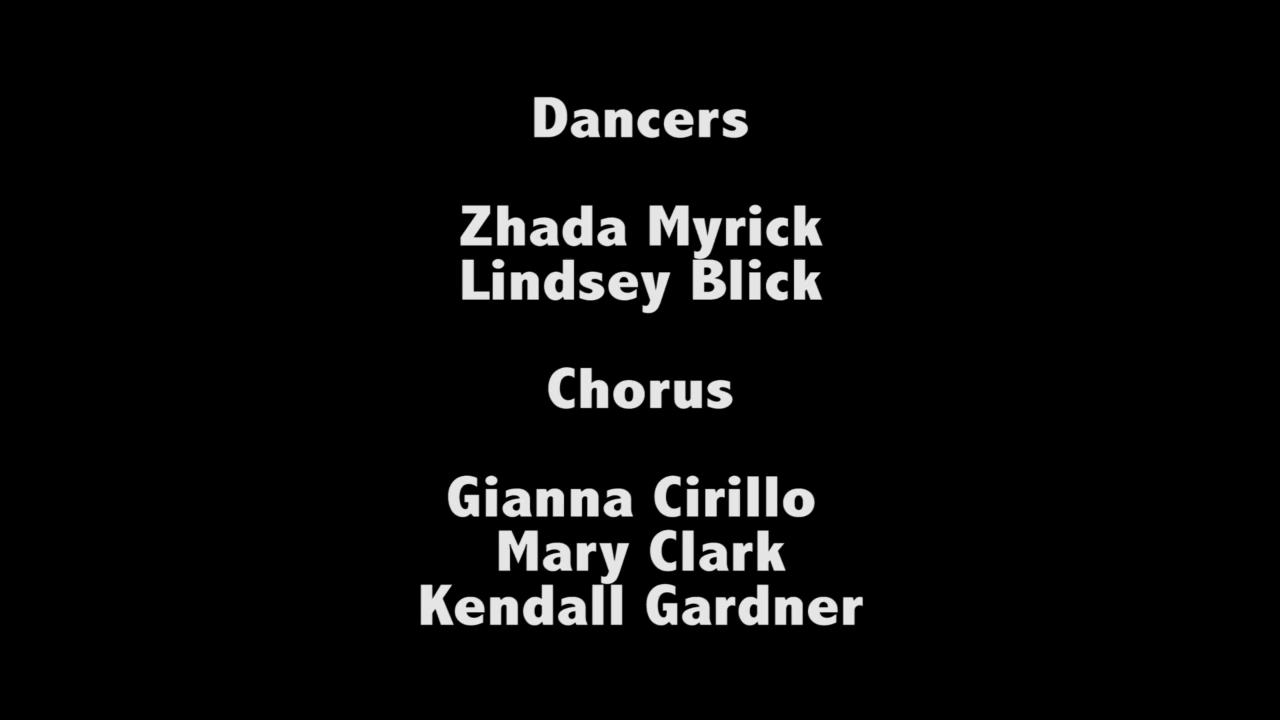 Dancers
Zhada Myrick
Lindsey Blick
Chorus
Gianna Cirillo
Mary Clark
Kendall Gardner